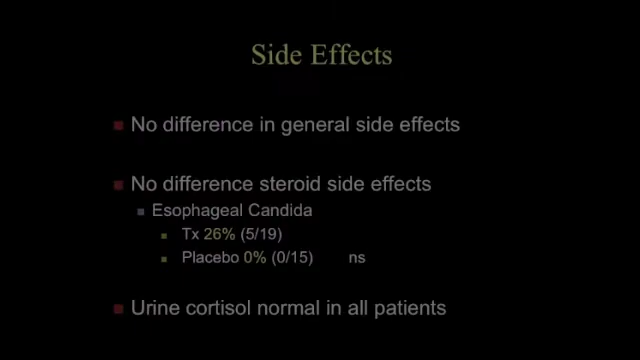 Side Effects
No difference in general side effects
No difference steroid side effects
Esophageal Candida
Tx 26% (5/19)
Placebo 0% (0/15) ns
Urine cortisol normal in all patients